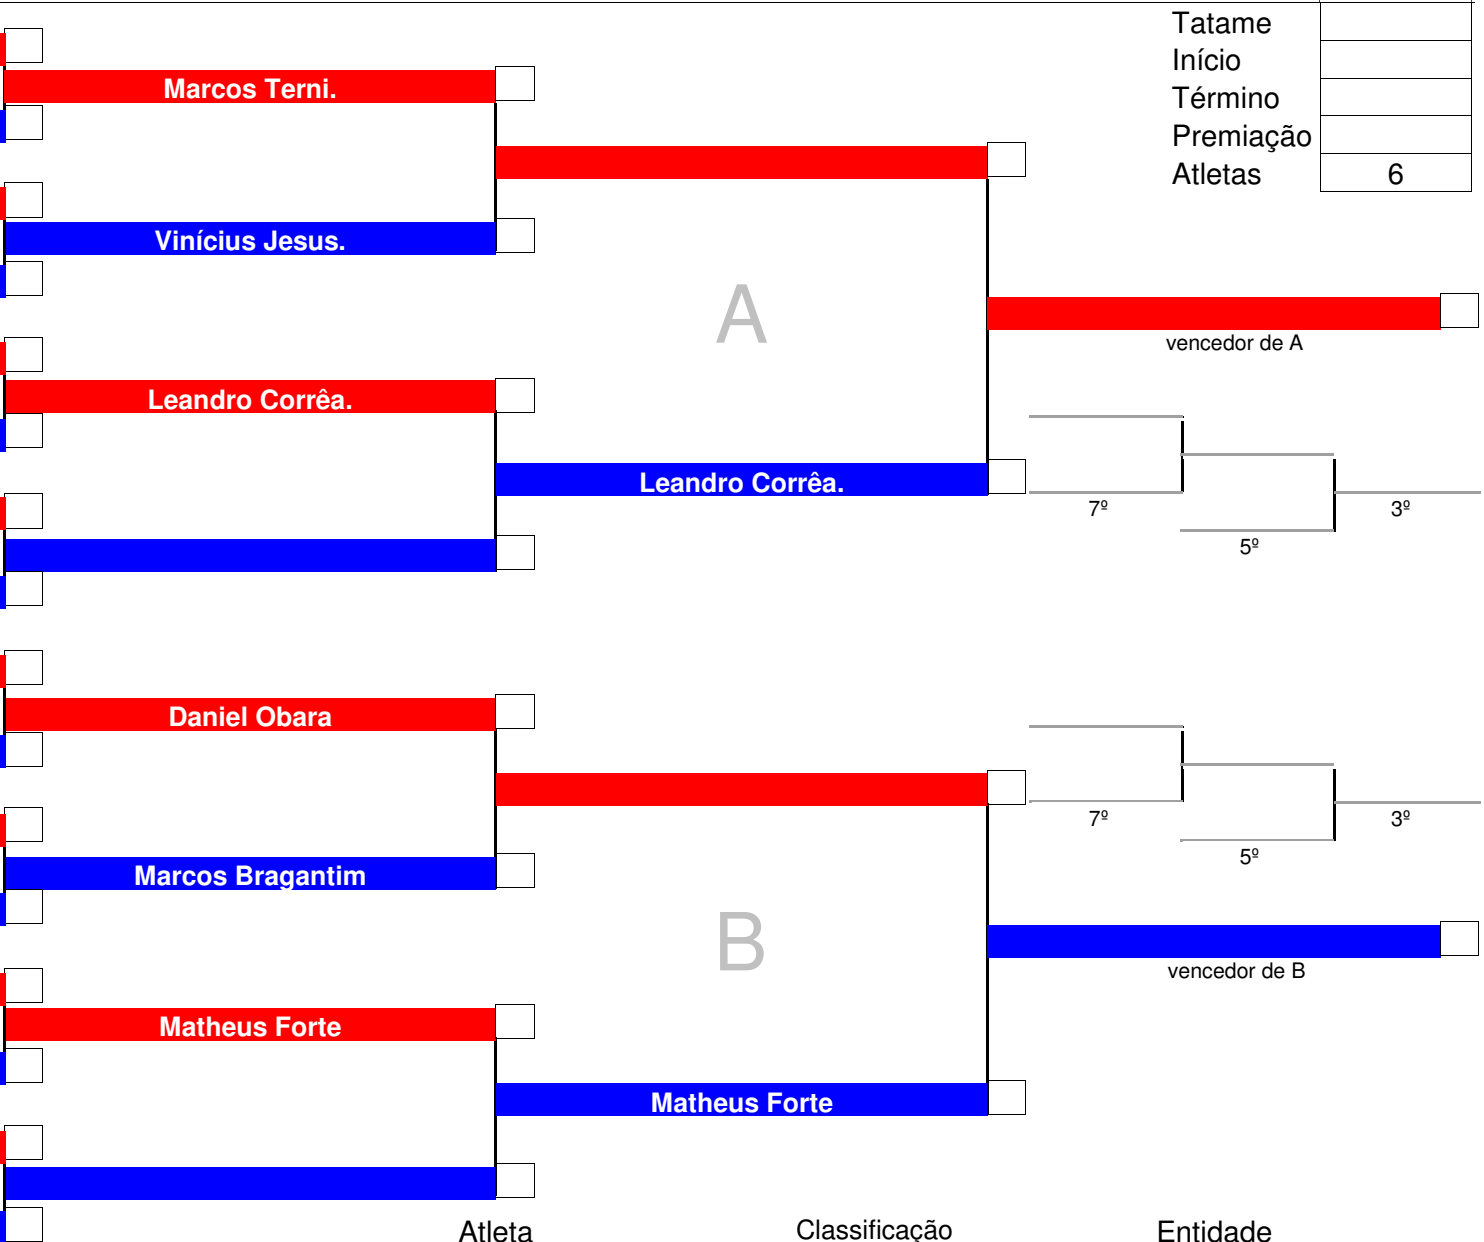 Tatame
Início
Término
Premiação
Atletas 6
Marcos Terni.
Vinícius Jesus.
A
vencedor de A
Leandro Corrêa.
Leandro Corrêa.
7º
3º
5º
Daniel Obara
7º
3º
5º
Marcos Bragantim
B
vencedor de B
Matheus Forte
Matheus Forte
Atleta Classificação Entidade